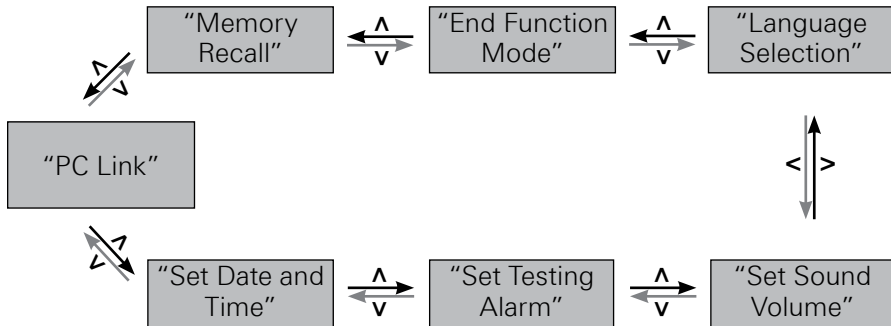 “Memory
Recall”
“End Function
Mode”
“Language
Selection”
“PC Link”
“Set Date and
Time”
“Set Testing
Alarm”
“Set Sound
Volume”